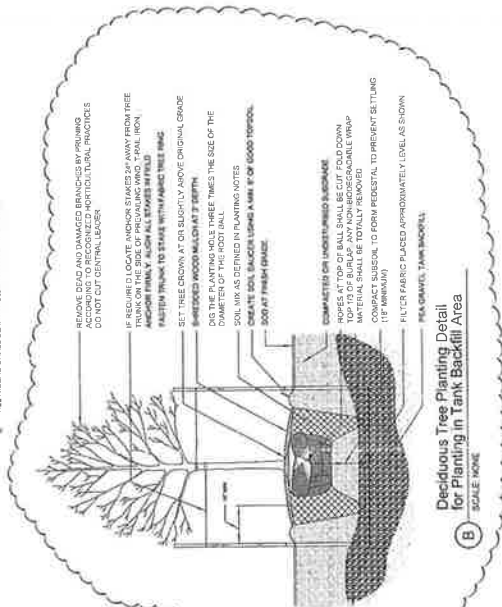 REMOVE DEAD AND DAMAGED BRANCHES BY PRUNING
ACCORDING TO RECOGNIZED HORTICULTURAL PRACTICES
DO NOT CUT CENTRAL LEADER
IF REQUIRED LOCATE ANCHOR STAKES 24" AWAY FROM TREE
TRUNK ON THE SIDE OF PREVAILING WIND, T-RAIL IRON,
ANCHOR FIRMLY. ALIGN ALL STAKES IN FIELD
FASTEN TRUNK TO STAKE WITH FABRIC TREE RING
SET TREE CROWN AT OR SLIGHTLY ABOVE ORIGINAL GRADE
SHREDDED WOOD MULCH AT 3" DEPTH
DIG THE PLANTING HOLE THREE TIMES THE SIZE OF THE
DIAMETER OF THE ROOT BALL
SOIL MIX AS DEFINED IN PLANTING NOTES
CREATE SOIL SAUCER USING A MIN. 6" OF GOOD TOPSOIL
SOD AT FINISH GRADE
COMPACTED OR UNDISTURBED SUBGRADE
ROPES AT TOP OF BALL SHALL BE CUT. FOLD DOWN
TOP 1/3 OF BURLAP. ANY NON-BIODEGRADABLE WRAP
MATERIAL SHALL BE TOTALLY REMOVED
COMPACT SUBSOIL TO FORM PEDESTAL TO PREVENT SETTLING
(18" MINIMUM)
FILTER FABRIC PLACED APPROXIMATELY LEVEL AS SHOWN
PEA GRAVEL TANK BACKFILL
Deciduous Tree Planting Detail
for Planting in Tank Backfill Area
B
SCALE: NONE